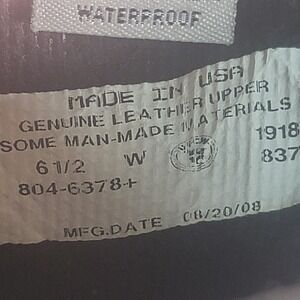 WATERPROOF
MADE IN USA
GENUINE LEATHER UPPER
SOME MAN-MADE MATERIALS
6 1/2 W 1918
804-6378+ 837
MFG.DATE 08/20/08